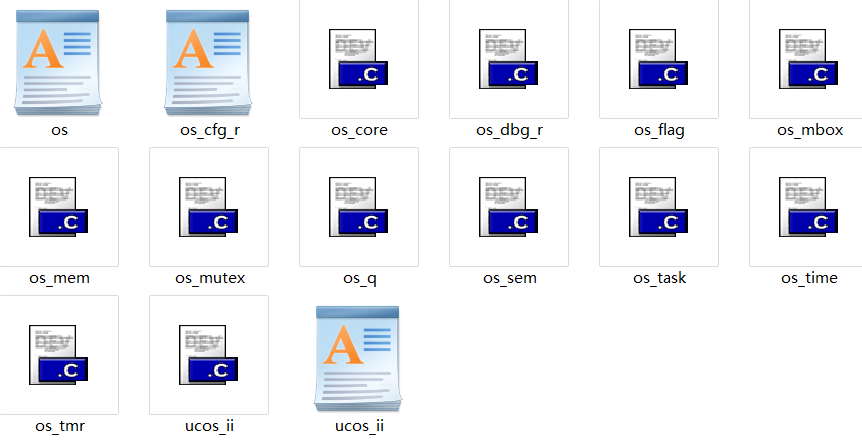 os os_cfg_r os_core os_dbg_r os_flag os_mbox
os_mem os_mutex os_q os_sem os_task os_time
os_tmr ucos_ii ucos_ii